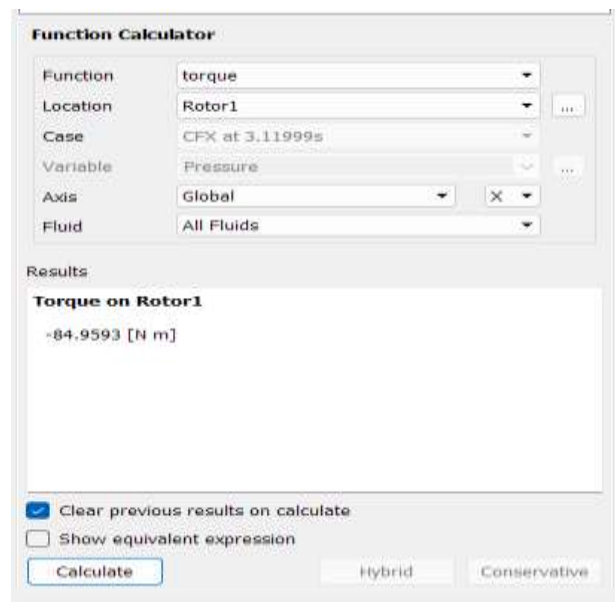 Function Calculator
Function torque
Location Rotor1 ...
Case CFX at 3.11999s
Variable Pressure ...
Axis Global X
Fluid All Fluids
Results
Torque on Rotor1
-84.9593 [N m]
Clear previous results on calculate
Show equivalent expression
Calculate Hybrid Conservative